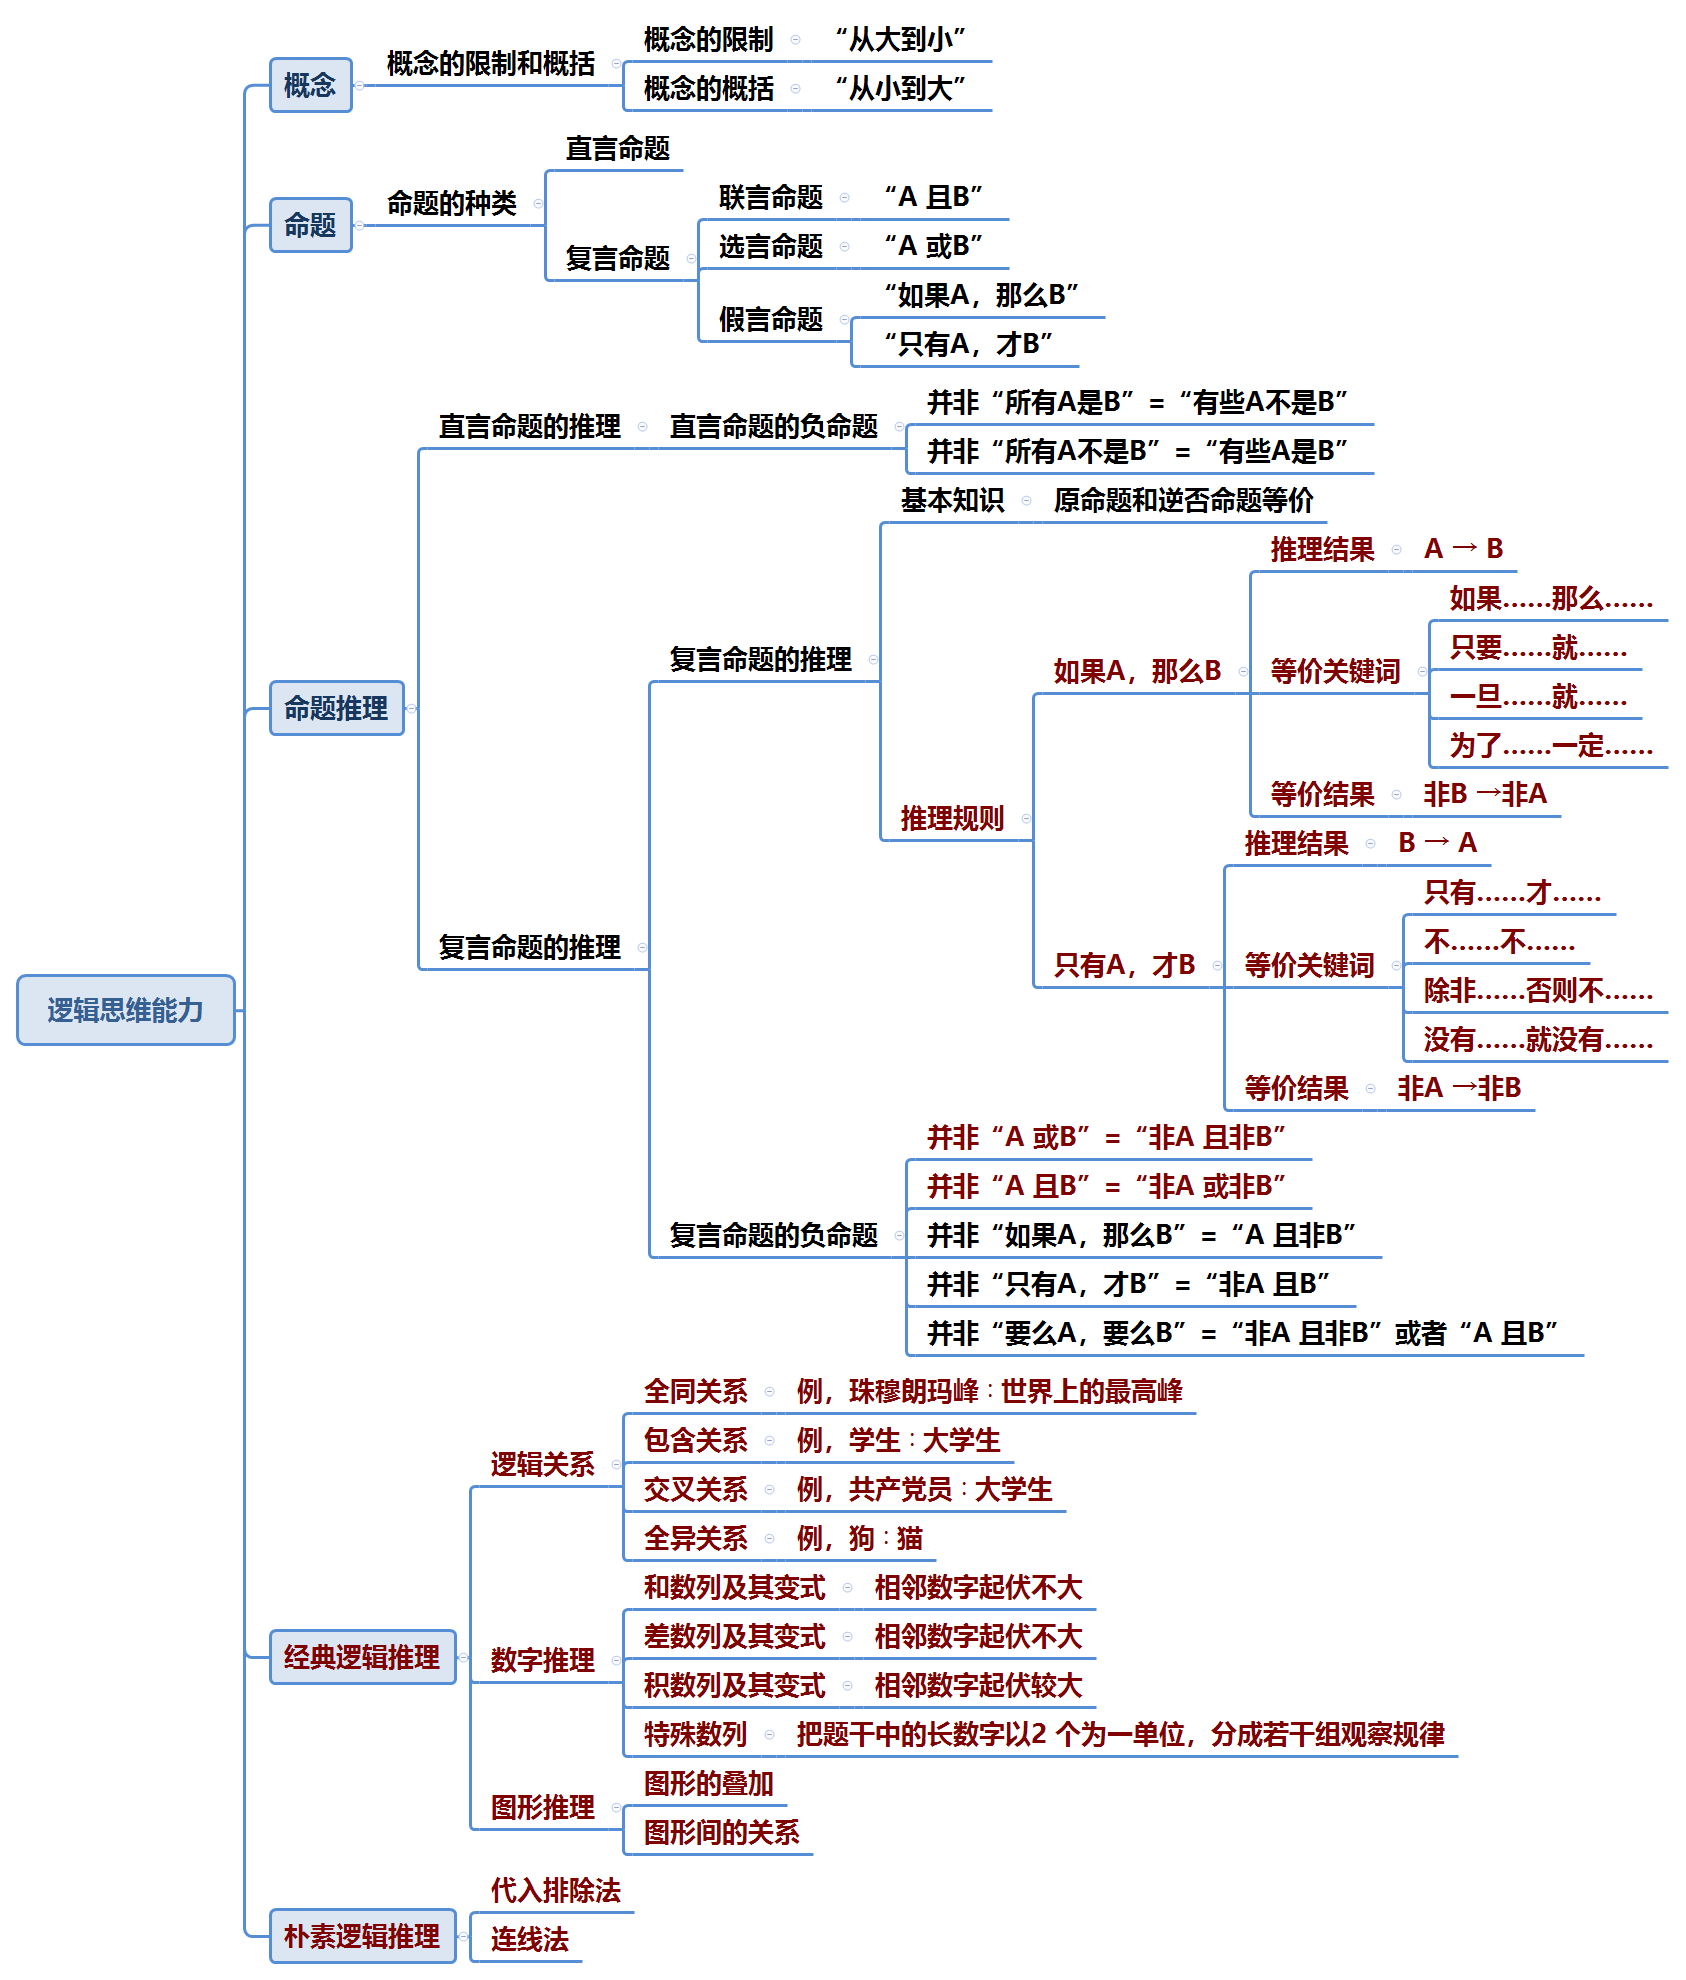 逻辑思维能力
概念
概念的限制和概括
概念的限制
“从大到小”
概念的概括
“从小到大”
命题
命题的种类
直言命题
复言命题
联言命题
“A 且B”
选言命题
“A 或B”
假言命题
“如果A，那么B”
“只有A，才B”
命题推理
直言命题的推理
直言命题的负命题
并非“所有A是B” = “有些A不是B”
并非“所有A不是B” = “有些A是B”
复言命题的推理
复言命题的推理
基本知识
原命题和逆否命题等价
推理规则
如果A，那么B
推理结果
A → B
等价关键词
如果……那么……
只要……就……
一旦……就……
为了……一定……
等价结果
非B →非A
只有A，才B
推理结果
B → A
等价关键词
只有……才……
不……不……
除非……否则不……
没有……就没有……
等价结果
非A →非B
复言命题的负命题
并非“A 或B” = “非A 且非B”
并非“A 且B” = “非A 或非B”
并非“如果A，那么B” = “A 且非B”
并非“只有A，才B” = “非A 且B”
并非“要么A，要么B” = “非A 且非B”或者“A 且B”
经典逻辑推理
逻辑关系
全同关系
例，珠穆朗玛峰：世界上的最高峰
包含关系
例，学生：大学生
交叉关系
例，共产党员：大学生
全异关系
例，狗：猫
数字推理
和数列及其变式
相邻数字起伏不大
差数列及其变式
相邻数字起伏不大
积数列及其变式
相邻数字起伏较大
特殊数列
把题干中的长数字以2 个为一单位，分成若干组观察规律
图形推理
图形的叠加
图形间的关系
朴素逻辑推理
代入排除法
连线法